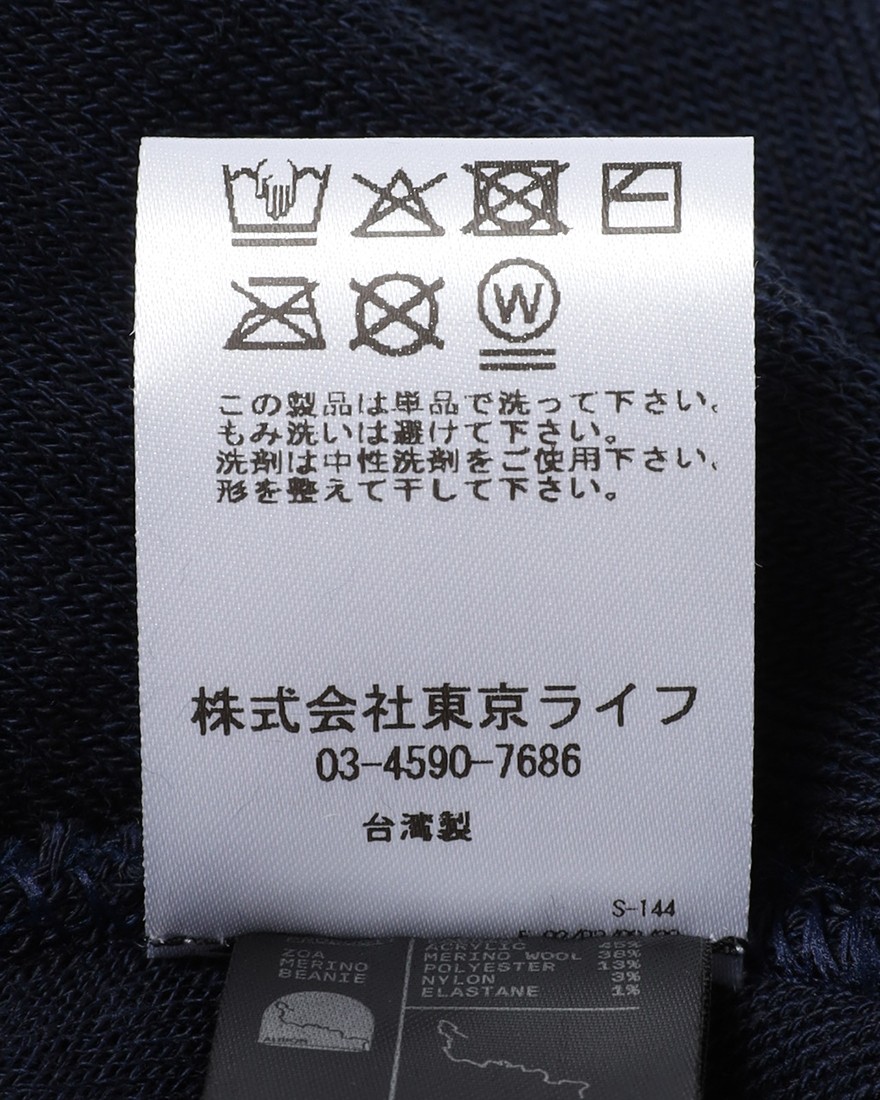 W
この製品は単品で洗って下さい。
もみ洗いは避けて下さい。
洗剤は中性洗剤をご使用下さい。
形を整えて干して下さい。
株式会社東京ライフ
03-4590-7686
台湾製
S-144
ZOA
MERINO
BEANIE
ALBION
ACRYLIC 45%
MERINO WOOL 38%
POLYESTER 13%
NYLON 3%
ELASTANE 1%